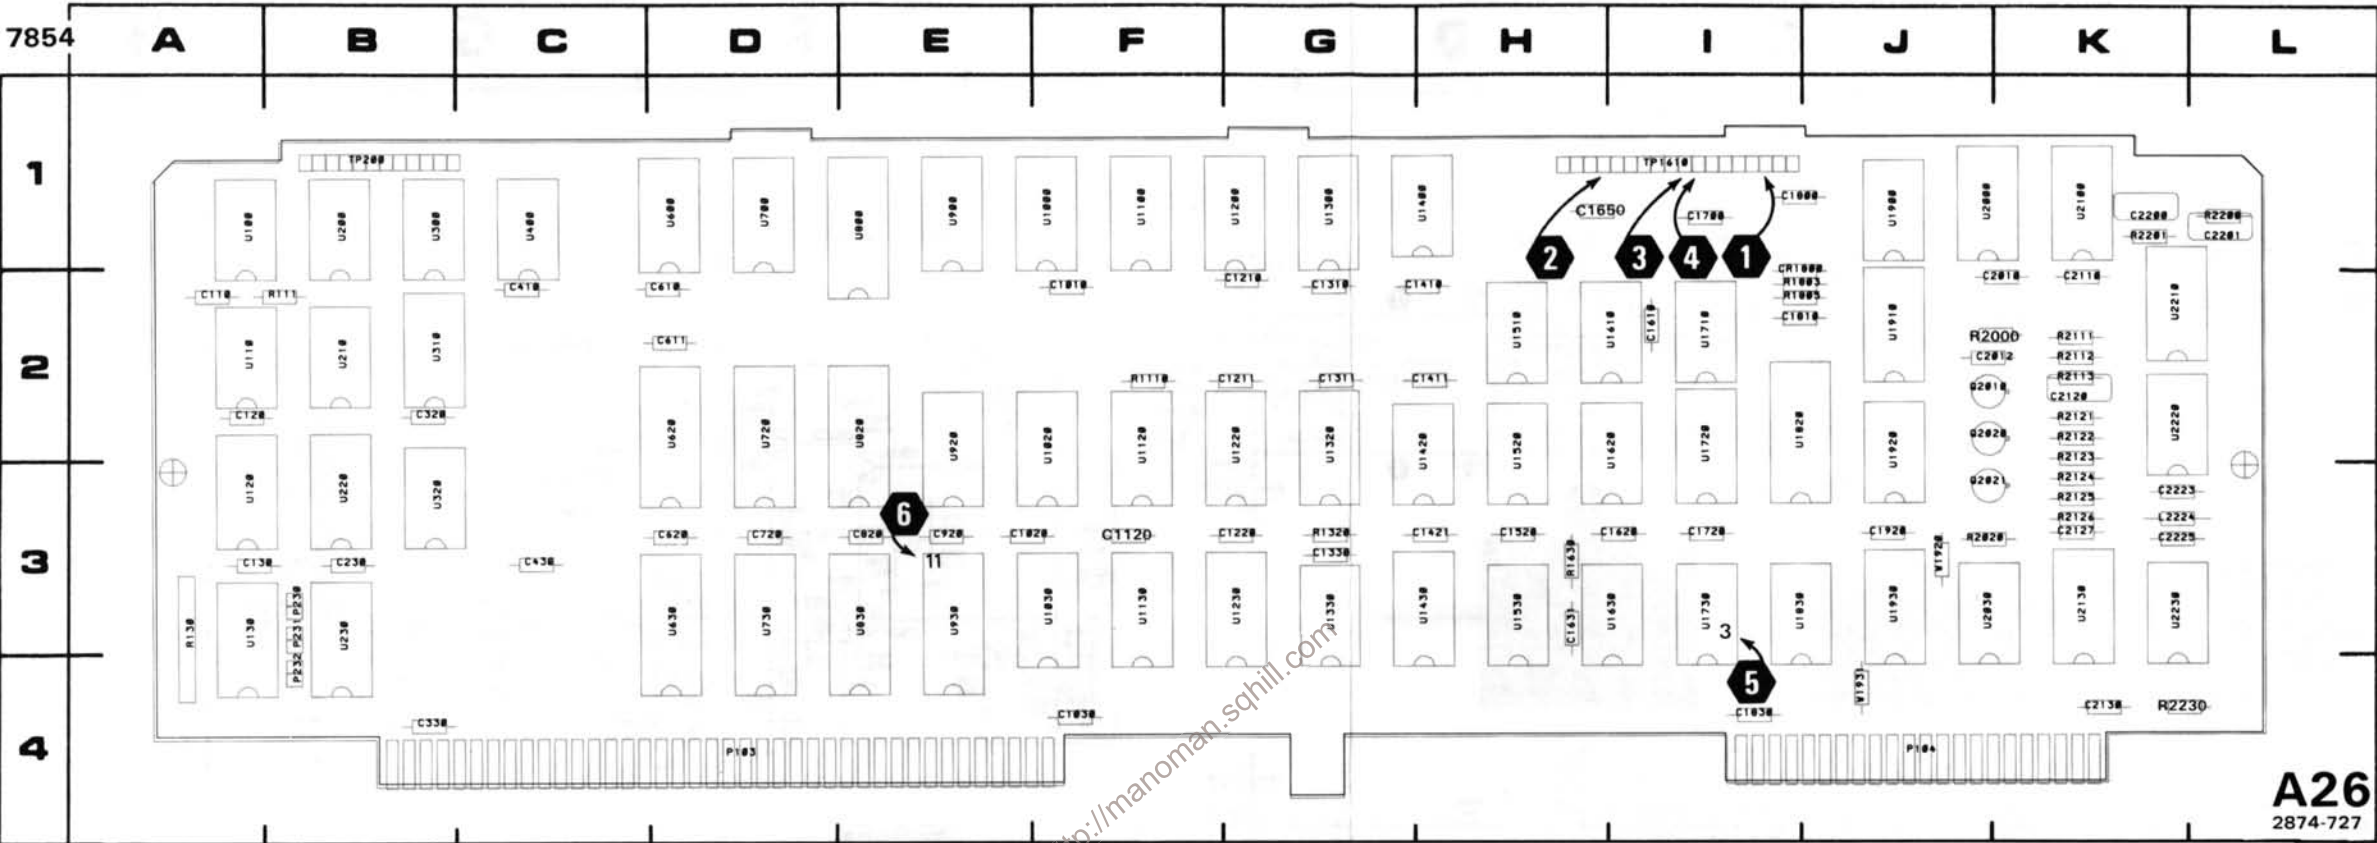 7854 A B C D E F G H I J K L
1
TP200 TP1610
U100 U200 U300 U400 U600 U700 U800 U900 U1000 U1100 U1200 U1300 U1400 C1650 C1700 C1800 U1900 U2000 U2100 C2200 R2200
R2201 C2201
2 3 4 1
C110 R111 C410 C610 C1010 C1210 C1310 C1410 CR1800 C2010 C2110
R1803
R1805
C1810
U110 U210 U310 C611 U1510 U1610 C1610 U1710 U1910 R2000 R2111 U2210
2
C2012 R2112
R1110 C1211 C1311 C1411 Q2010 R2113
C2120
C120 C320 R2121
U620 U720 U820 U920 U1020 U1120 U1220 U1320 U1420 U1520 U1620 U1720 U1820 U1920 Q2020 R2122 U2220
R2123
U120 U220 U320 Q2021 R2124
R2125 C2223
6 R2126 L2224
C620 C720 C820 C920 C1020 C1120 C1220 R1320 C1421 C1520 C1620 C1720 C1920 W1920 R2020 C2127 C2225
3
C130 C230 C430 11 C1330 R1630
R130 U130 P230 P231 P232 U230 U630 U730 U830 U930 U1030 U1130 U1230 U1330 U1430 U1530 C1631 U1630 U1730 U1830 U1930 U2030 U2130 U2230
3
5
W1931
C330 C1030 C1830 C2130 R2230
4
P103 P104
A26
2874-727
tp://manoman.sqhill.com